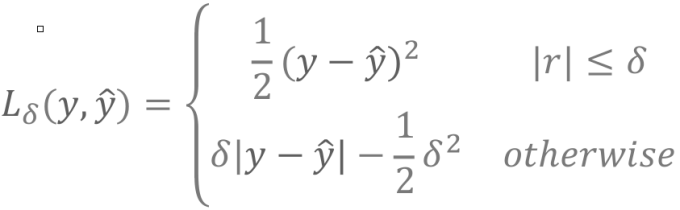 L_δ(y, ŷ) = { 1/2 (y − ŷ)² |r| ≤ δ
δ|y − ŷ| − 1/2 δ² otherwise